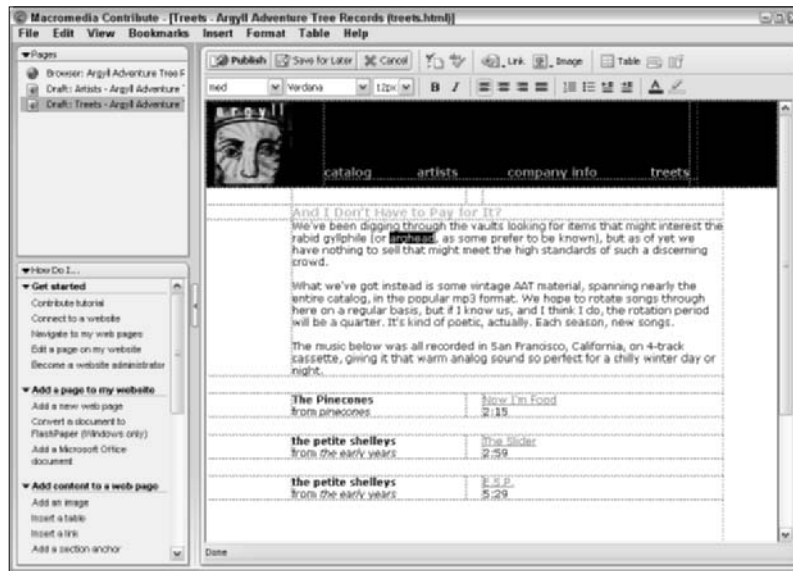 Macromedia Contribute - [Treets - Argyll Adventure Tree Records (treets.html)]
File Edit View Bookmarks Insert Format Table Help
Pages
Browser: Argyll Adventure Tree F
Draft: Artists - Argyll Adventure
Draft: Treets - Argyll Adventure
Publish Save for Later Cancel Link Image Table
med Verdana 12px B I A
argyll
catalog artists company info treets
And I Don't Have to Pay for It?
We've been digging through the vaults looking for items that might interest the
rabid gyllphile (or arghead, as some prefer to be known), but as of yet we
have nothing to sell that might meet the high standards of such a discerning
crowd.
What we've got instead is some vintage AAT material, spanning nearly the
entire catalog, in the popular mp3 format. We hope to rotate songs through
here on a regular basis, but if I know us, and I think I do, the rotation period
will be a quarter. It's kind of poetic, actually. Each season, new songs.
The music below was all recorded in San Francisco, California, on 4-track
cassette, giving it that warm analog sound so perfect for a chilly winter day or
night.
The Pinecones Now I'm Food
from pinecones 2:15
the petite shelleys The Slider
from the early years 2:59
the petite shelleys E.S.P.
from the early years 5:29
How Do I...
Get started
Contribute tutorial
Connect to a website
Navigate to my web pages
Edit a page on my website
Become a website administrator
Add a page to my website
Add a new web page
Convert a document to
FlashPaper (Windows only)
Add a Microsoft Office
document
Add content to a web page
Add an image
Insert a table
Insert a link
Add a section anchor
Done